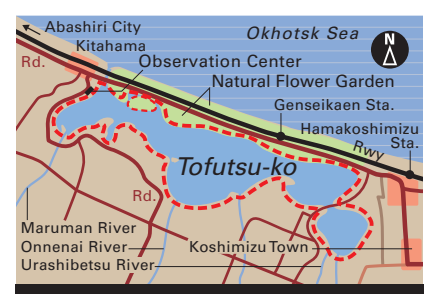 Abashiri City
Kitahama
Okhotsk Sea
N
Rd.
Observation Center
Natural Flower Garden
Genseikaen Sta.
Hamakoshimizu
Sta.
Rwy
Tofutsu-ko
Rd.
Maruman River
Onnenai River
Koshimizu Town
Urashibetsu River